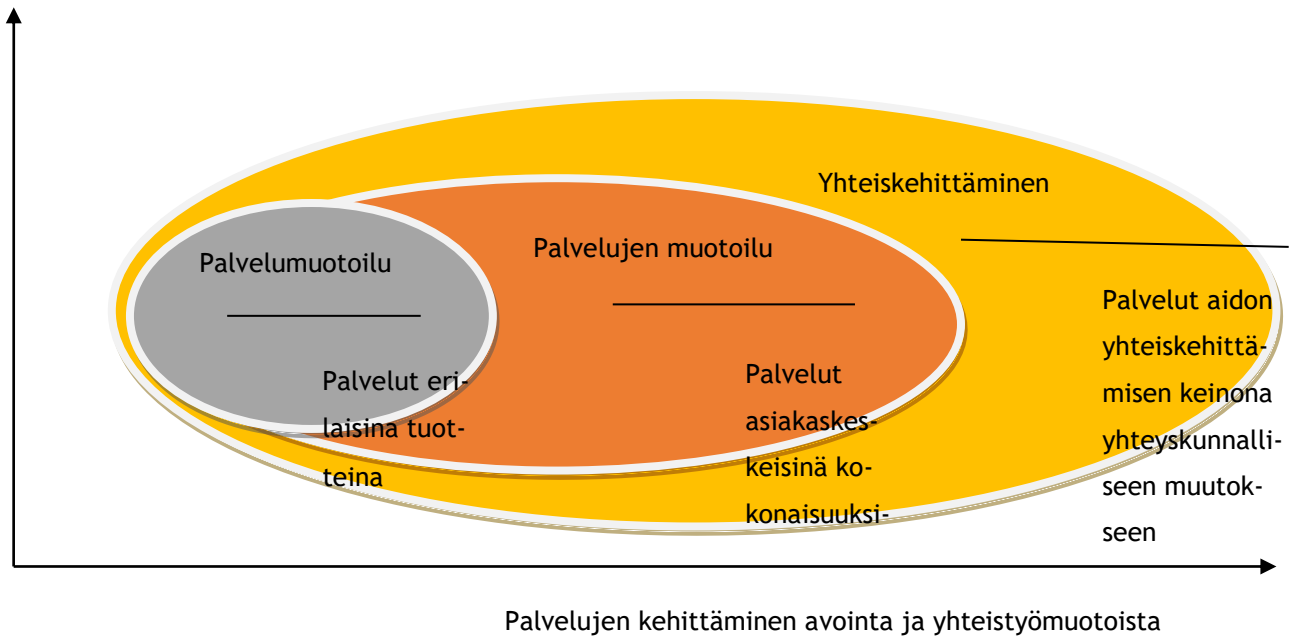 Yhteiskehittäminen
Palvelujen muotoilu
Palvelumuotoilu
Palvelut eri-
laisina tuot-
teina
Palvelut
asiakaskes-
keisinä ko-
konaisuuksi-
Palvelut aidon
yhteiskehittä-
misen keinona
yhteyskunnalli-
seen muutok-
seen
Palvelujen kehittäminen avointa ja yhteistyömuotoista